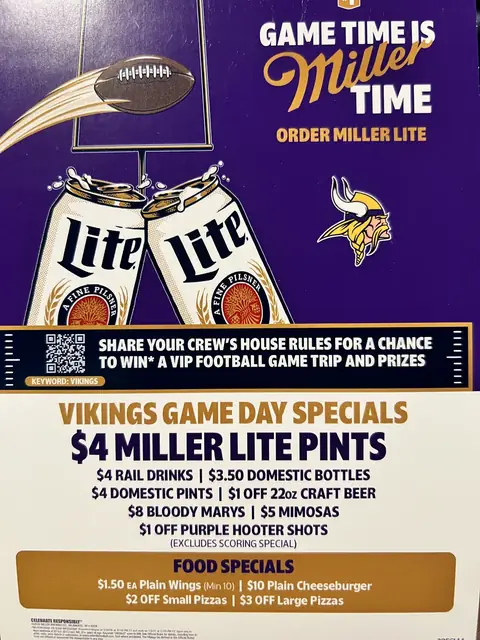 GAME TIME IS
Miller
TIME
ORDER MILLER LITE
Lite
A FINE PILSNER
Lite
A FINE PILSNER
SHARE YOUR CREW'S HOUSE RULES FOR A CHANCE
TO WIN* A VIP FOOTBALL GAME TRIP AND PRIZES
KEYWORD: VIKINGS
VIKINGS GAME DAY SPECIALS
$4 MILLER LITE PINTS
$4 RAIL DRINKS | $3.50 DOMESTIC BOTTLES
$4 DOMESTIC PINTS | $1 OFF 22oz CRAFT BEER
$8 BLOODY MARYS | $5 MIMOSAS
$1 OFF PURPLE HOOTER SHOTS
(EXCLUDES SCORING SPECIAL)
FOOD SPECIALS
$1.50 EA Plain Wings (Min 10) | $10 Plain Cheeseburger
$2 OFF Small Pizzas | $3 OFF Large Pizzas
CELEBRATE RESPONSIBLY®